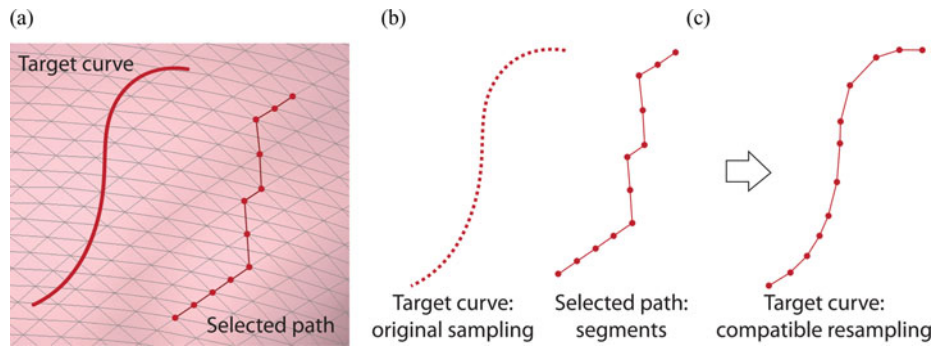 (a)
Target curve
Selected path
(b)
Target curve:
original sampling
Selected path:
segments
(c)
Target curve:
compatible resampling